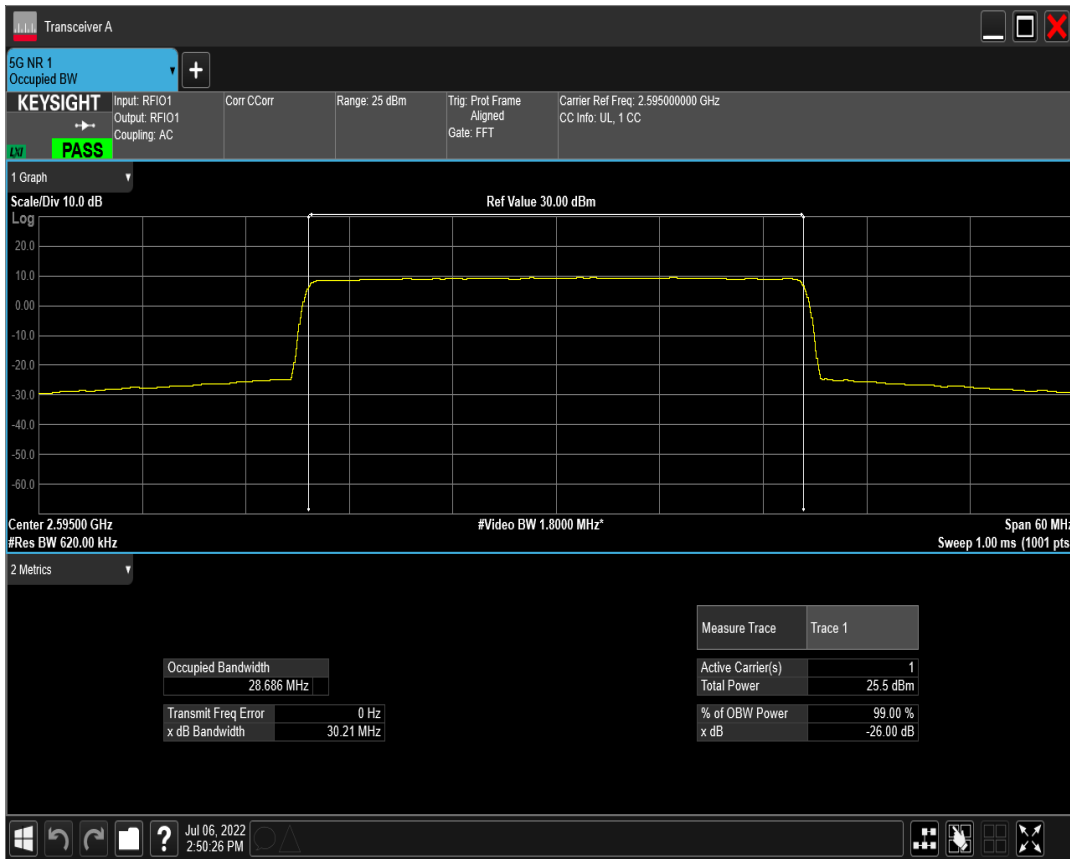 Transceiver A
5G NR 1
Occupied BW
KEYSIGHT
LXI
PASS
Input: RFIO1
Output: RFIO1
Coupling: AC
Corr CCorr
Range: 25 dBm
Trig: Prot Frame
Aligned
Gate: FFT
Carrier Ref Freq: 2.595000000 GHz
CC Info: UL, 1 CC
1 Graph
Scale/Div 10.0 dB
Ref Value 30.00 dBm
Log
20.0
10.0
0.00
-10.0
-20.0
-30.0
-40.0
-50.0
-60.0
Center 2.59500 GHz
#Video BW 1.8000 MHz*
Span 60 MHz
#Res BW 620.00 kHz
Sweep 1.00 ms (1001 pts
2 Metrics
Measure Trace Trace 1
Occupied Bandwidth
28.686 MHz
Active Carrier(s) 1
Total Power 25.5 dBm
Transmit Freq Error 0 Hz
x dB Bandwidth 30.21 MHz
% of OBW Power 99.00 %
x dB -26.00 dB
?
Jul 06, 2022
2:50:26 PM